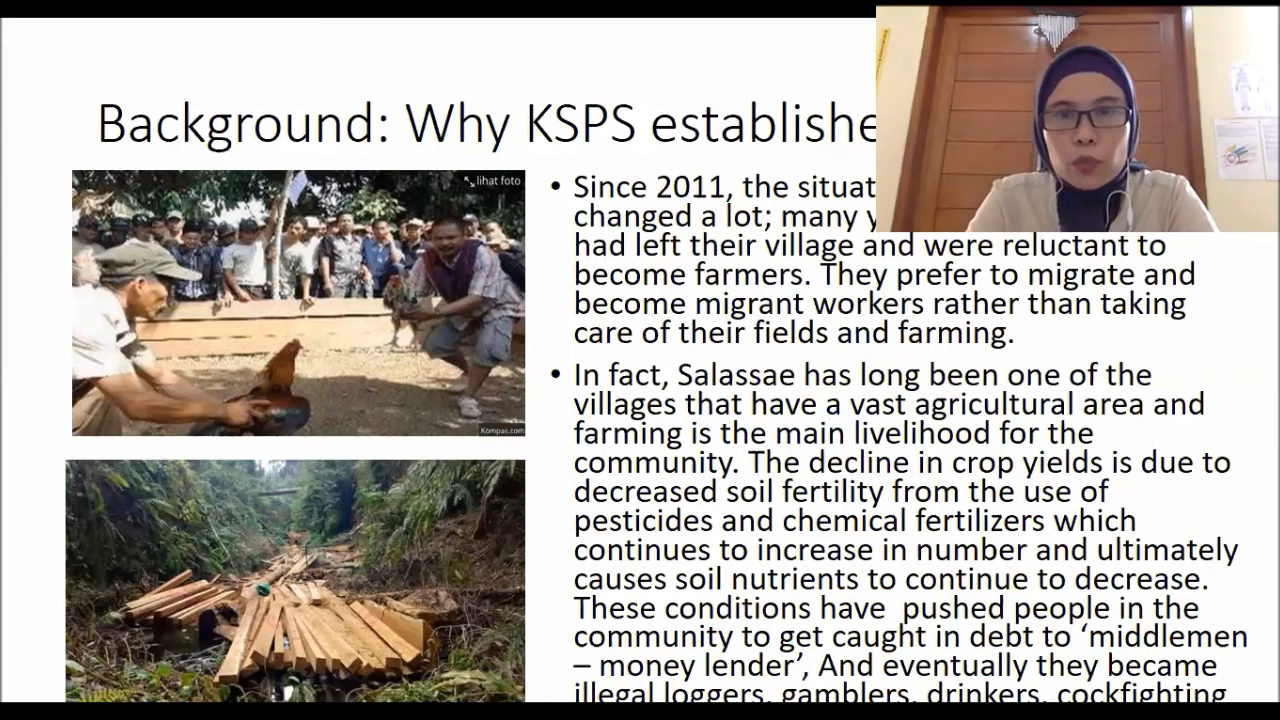 Background: Why KSPS establishe
lihat foto
Kompas.com
• Since 2011, the situat
changed a lot; many y
had left their village and were reluctant to
become farmers. They prefer to migrate and
become migrant workers rather than taking
care of their fields and farming.
• In fact, Salassae has long been one of the
villages that have a vast agricultural area and
farming is the main livelihood for the
community. The decline in crop yields is due to
decreased soil fertility from the use of
pesticides and chemical fertilizers which
continues to increase in number and ultimately
causes soil nutrients to continue to decrease.
These conditions have  pushed people in the
community to get caught in debt to ‘middlemen
– money lender’, And eventually they became
illegal loggers, gamblers, drinkers, cockfighting